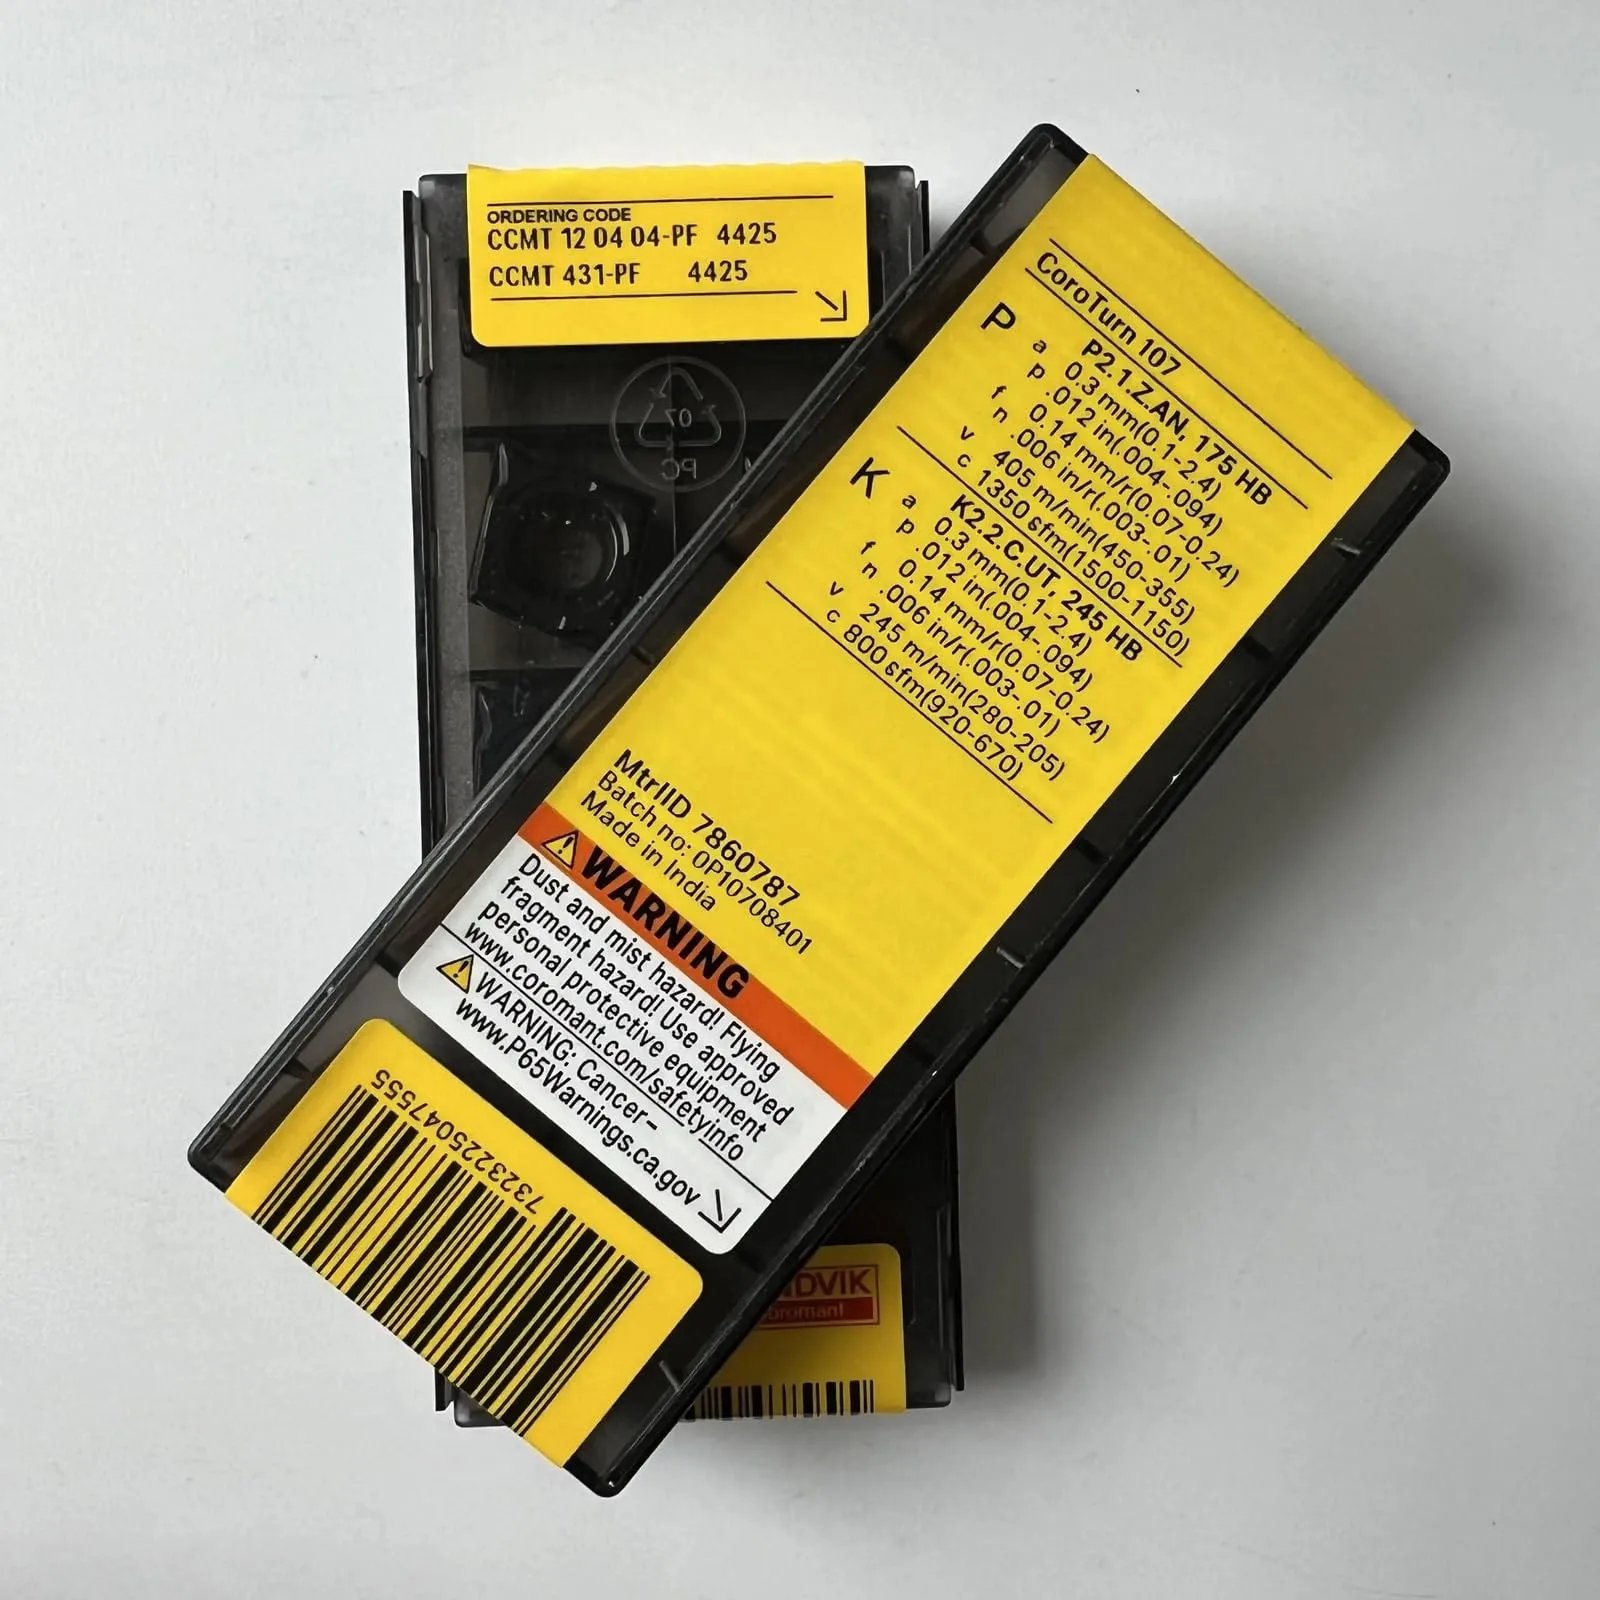 ORDERING CODE
CCMT 12 04 04-PF 4425
CCMT 431-PF 4425
07
PC
CoroTurn 107
P P2.1.Z.AN, 175 HB
a p 0.3 mm(0.1-2.4)
.012 in(.004-.094)
f n 0.14 mm/r(0.07-0.24)
.006 in/r(.003-.01)
v c 405 m/min(450-355)
1350 sfm(1500-1150)
K K2.2.C.UT, 245 HB
a p 0.3 mm(0.1-2.4)
.012 in(.004-.094)
f n 0.14 mm/r(0.07-0.24)
.006 in/r(.003-.01)
v c 245 m/min(280-205)
800 sfm(920-670)
MtrlID 7860787
Batch no: 0P10708401
Made in India
WARNING
Dust and mist hazard! Flying
fragment hazard! Use approved
personal protective equipment
www.coromant.com/safetyinfo
WARNING: Cancer-
www.P65Warnings.ca.gov
7323225047555